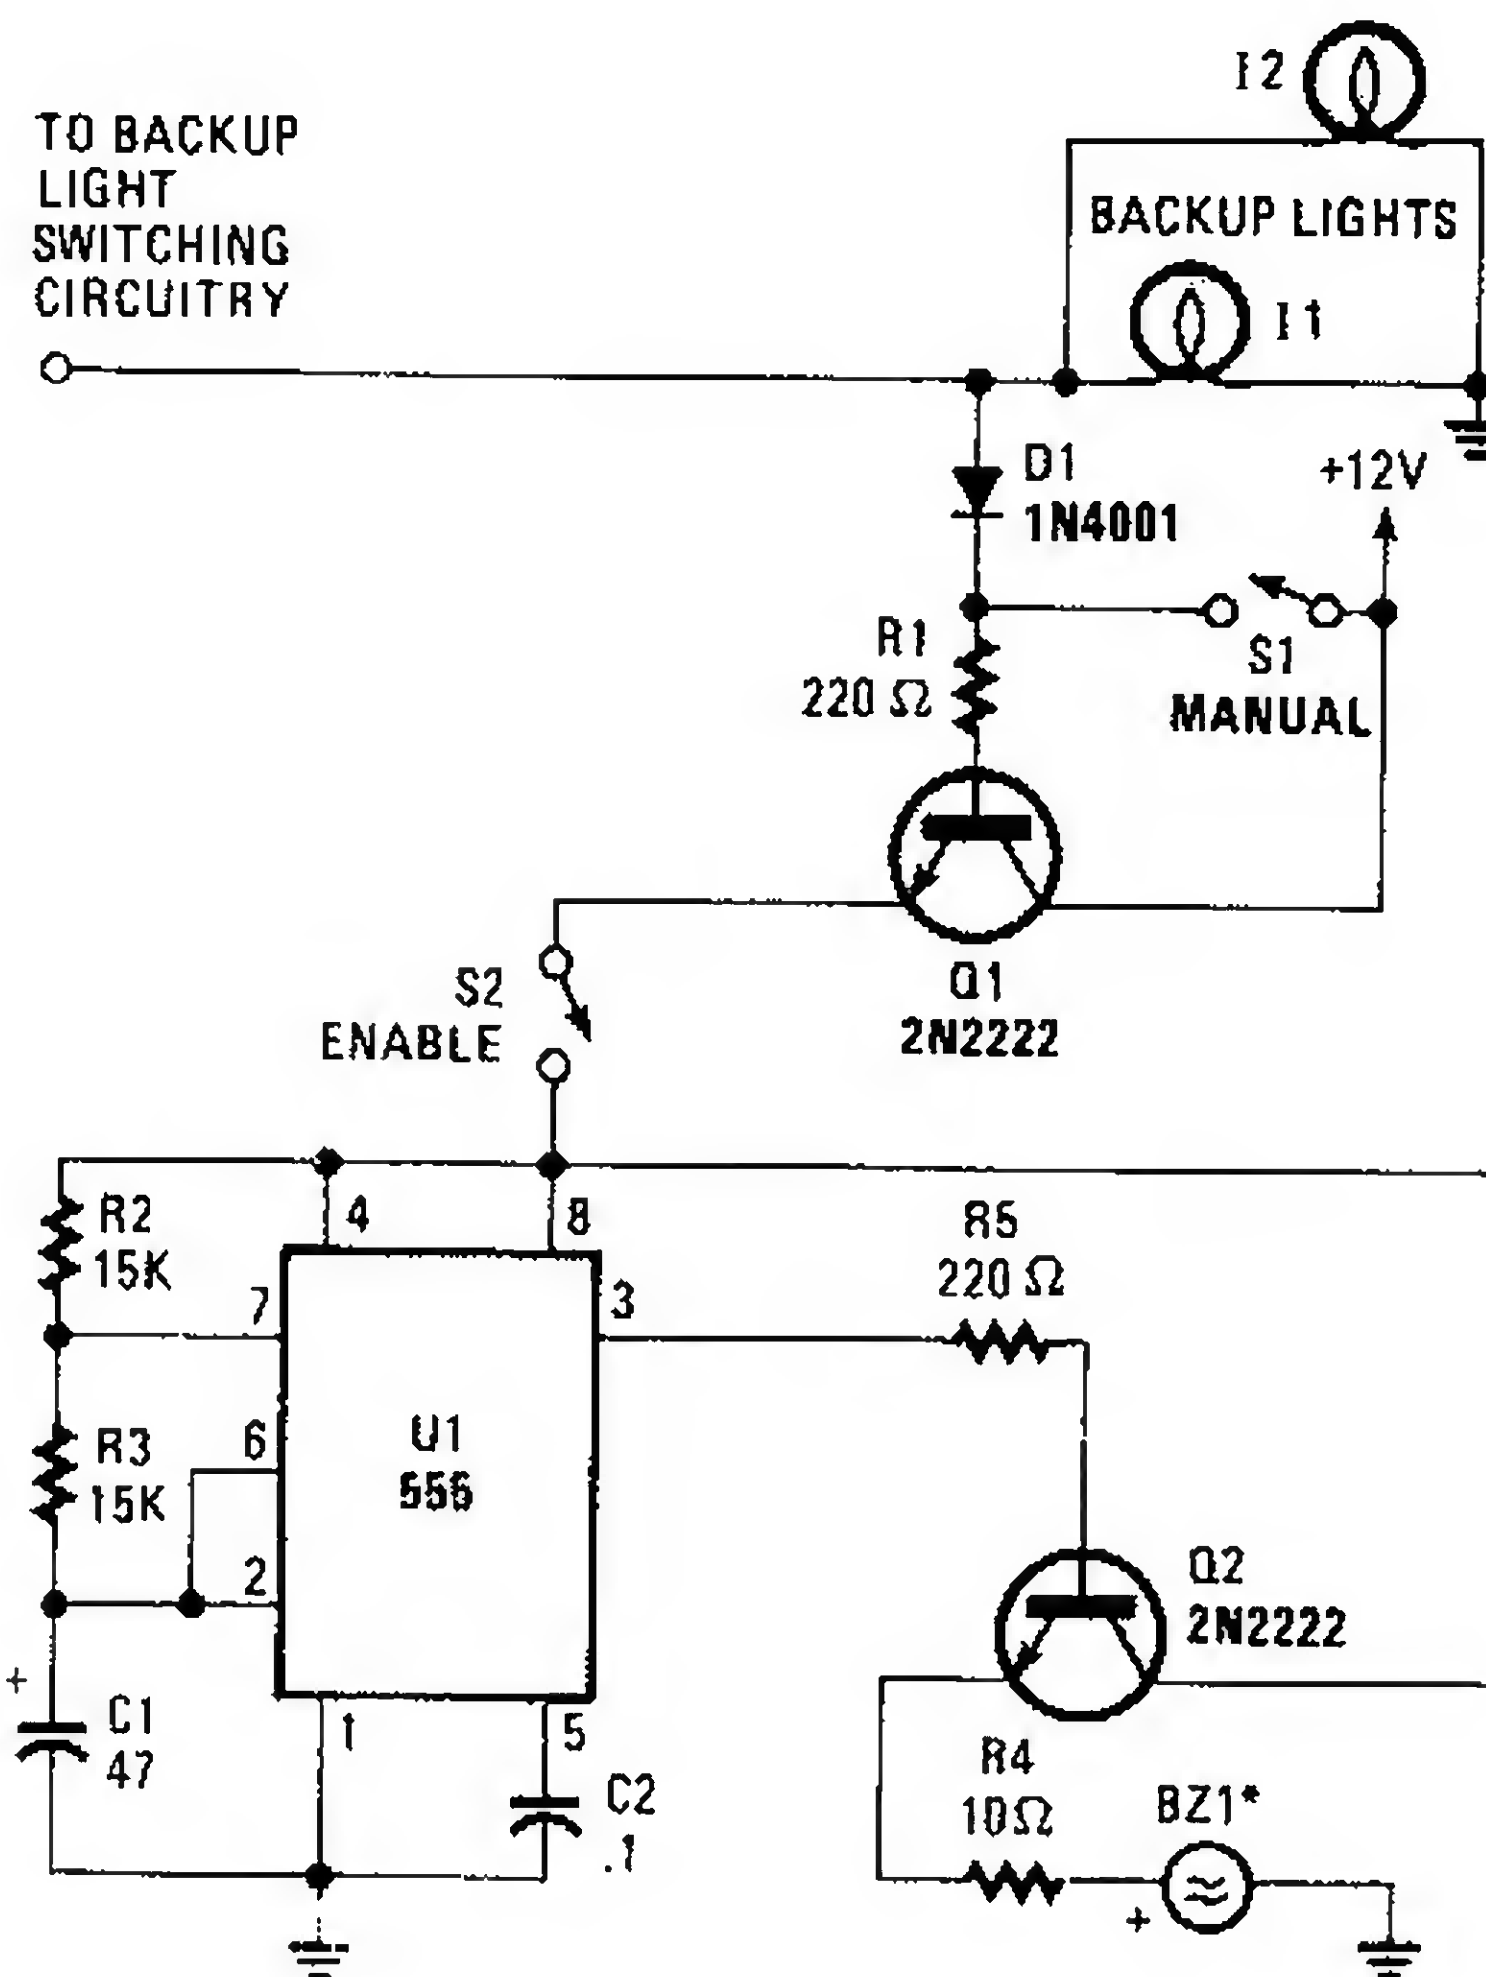 I2
TO BACKUP
LIGHT
SWITCHING
CIRCUITRY
BACKUP LIGHTS
I1
D1
1N4001
+12V
R1
220 Ω
S1
MANUAL
Q1
2N2222
S2
ENABLE
4
8
R2
15K
7
3
R5
220 Ω
R3
15K
6
U1
555
2
Q2
2N2222
+
C1
47
1
5
C2
.1
R4
10Ω
BZ1*
+